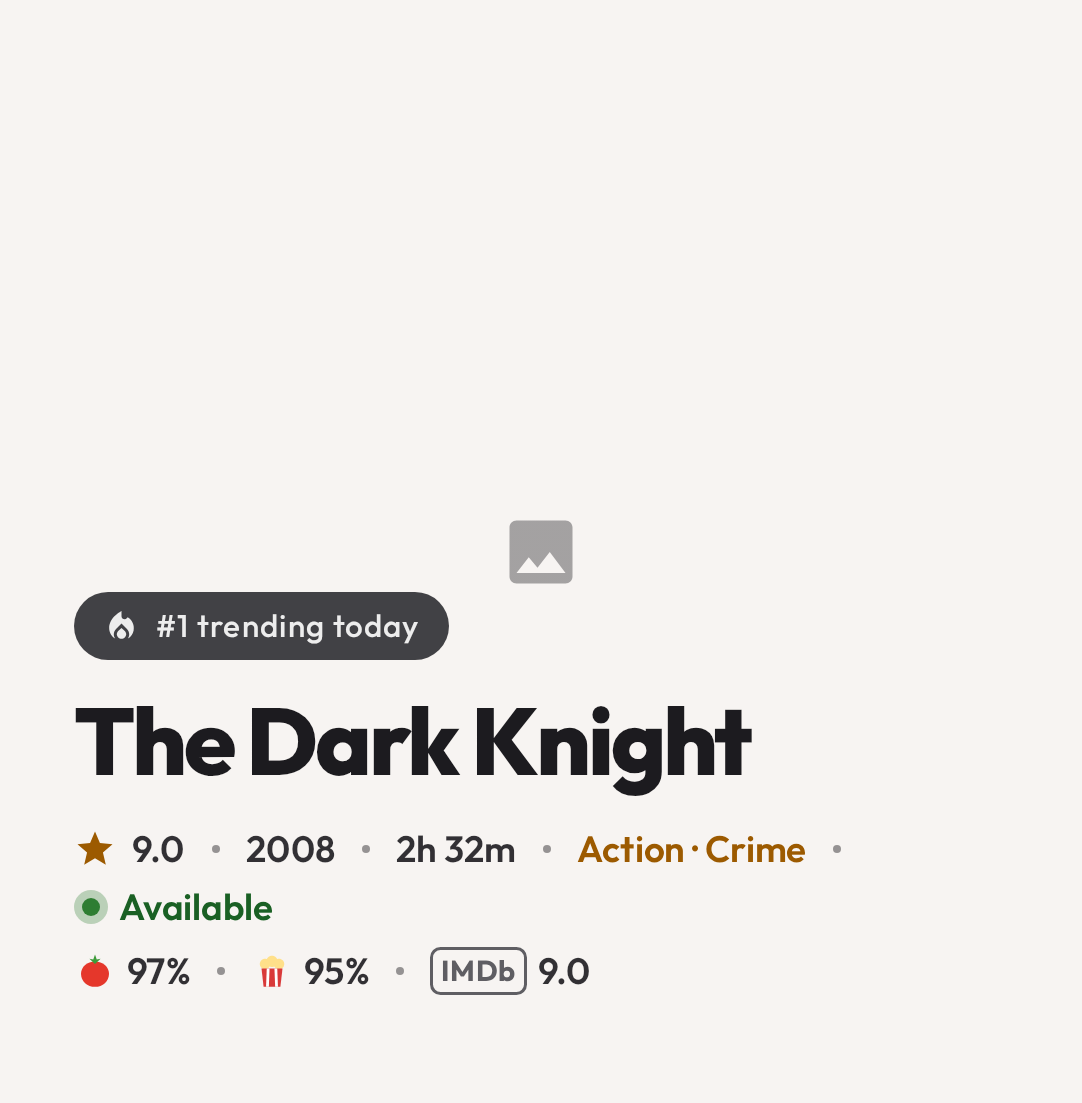 #1 trending today
The Dark Knight
9.0 • 2008 • 2h 32m • Action · Crime •
Available
97% • 95% • IMDb 9.0